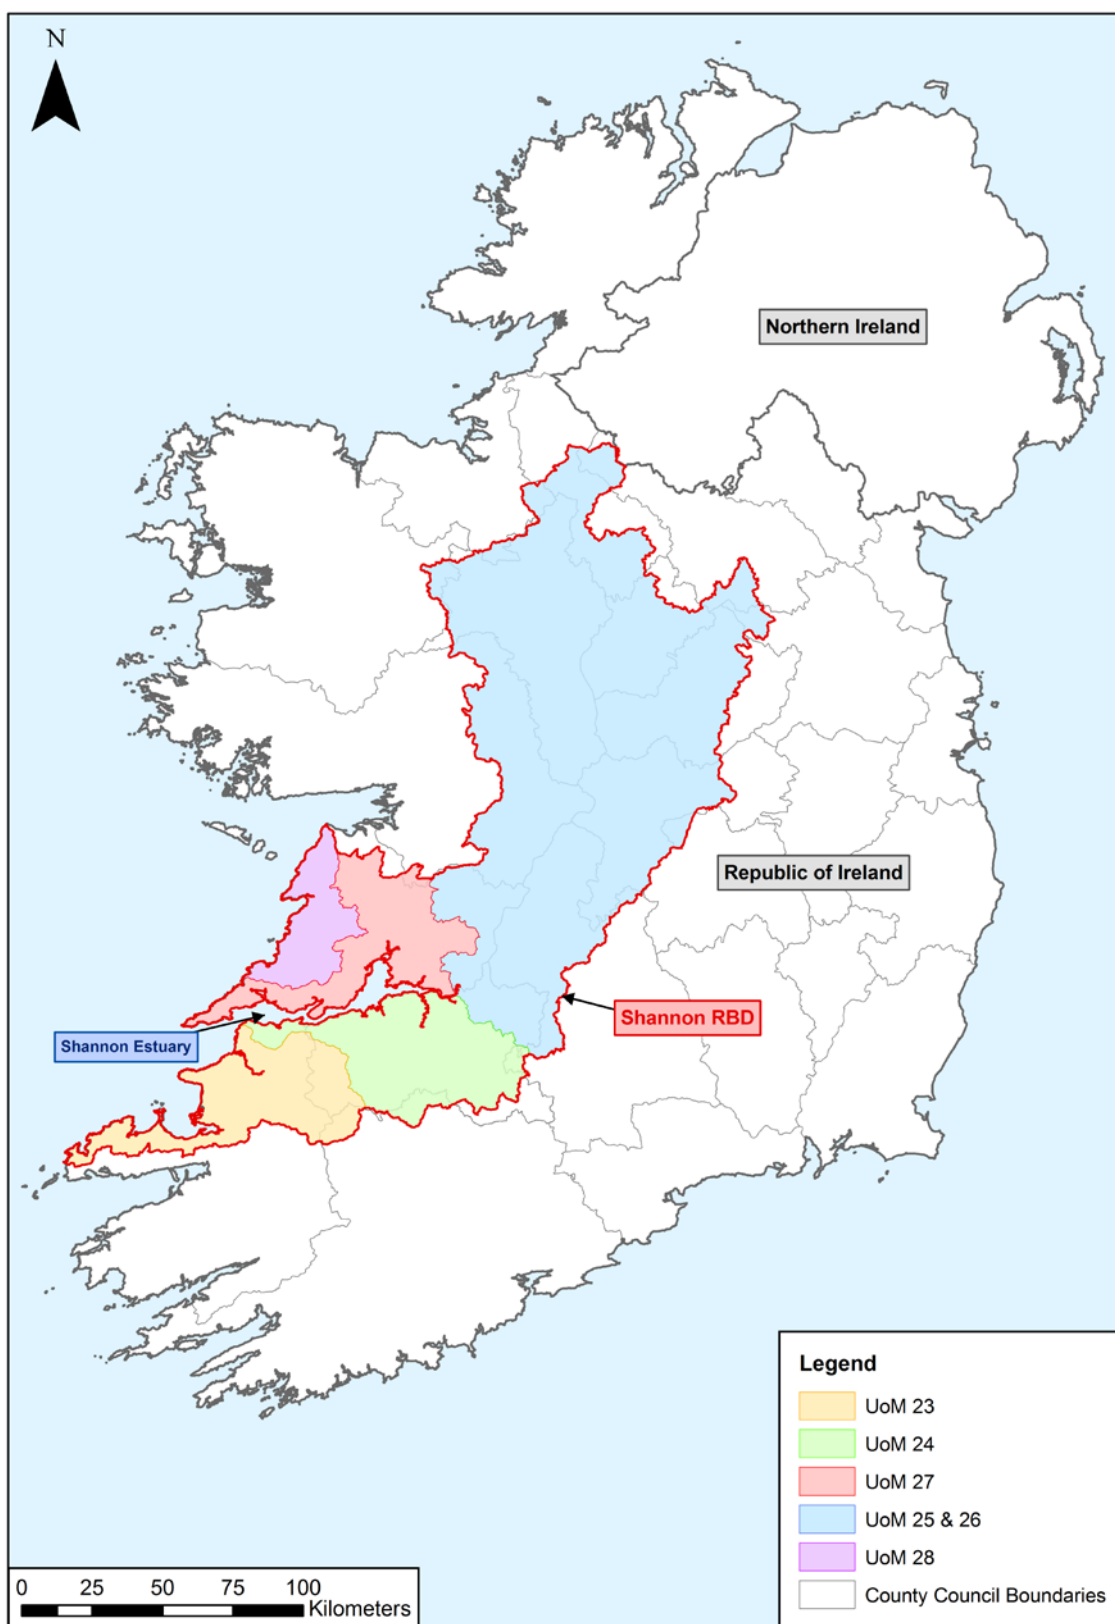 N
Northern Ireland
Republic of Ireland
Shannon RBD
Shannon Estuary
Legend
UoM 23
UoM 24
UoM 27
UoM 25 & 26
UoM 28
County Council Boundaries
0 25 50 75 100
Kilometers